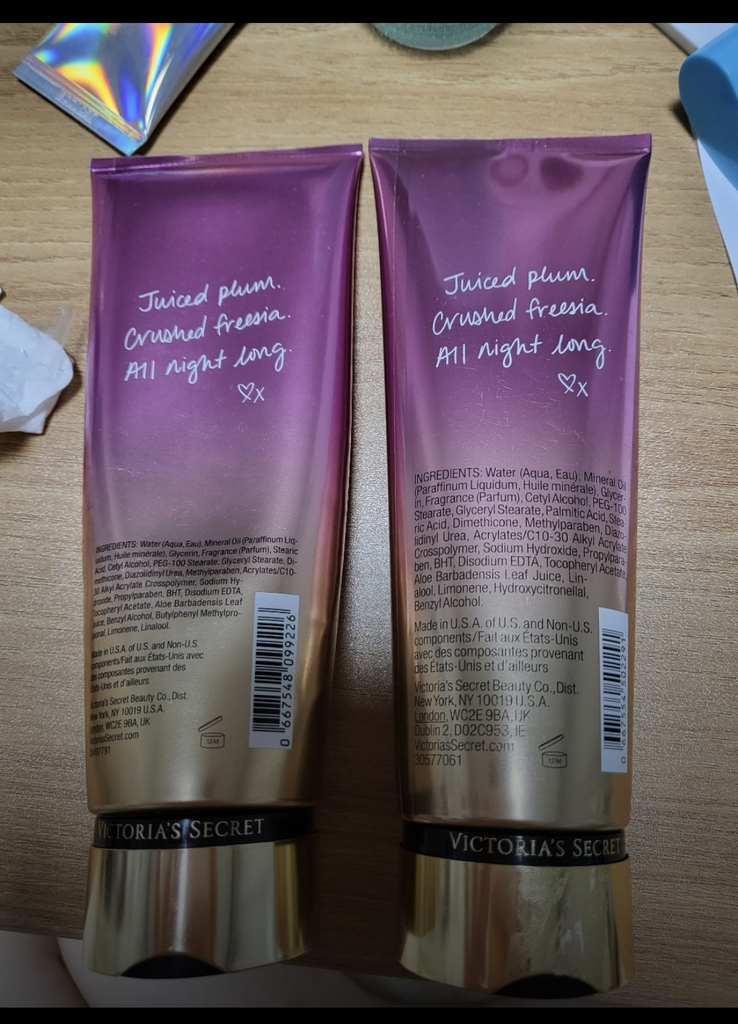 Juiced plum.
Crushed freesia.
All night long.
♡x
INGREDIENTS: Water (Aqua, Eau), Mineral Oil (Paraffinum Liq-
uidum, Huile minérale), Glycerin, Fragrance (Parfum), Stearic
Acid, Cetyl Alcohol, PEG-100 Stearate, Glyceryl Stearate, Di-
methicone, Diazolidinyl Urea, Methylparaben, Acrylates/C10-
30 Alkyl Acrylate Crosspolymer, Sodium Hy-
droxide, Propylparaben, BHT, Disodium EDTA,
Tocopheryl Acetate, Aloe Barbadensis Leaf
Juice, Benzyl Alcohol, Butylphenyl Methylpro-
pional, Limonene, Linalool.
Made in U.S.A. of U.S. and Non-U.S.
components/Fait aux États-Unis avec
des composantes provenant des
États-Unis et d'ailleurs
Victoria's Secret Beauty Co., Dist.
New York, NY 10019 U.S.A.
London, WC2E 9BA, UK
VictoriasSecret.com
12M
0 667548 099226
VICTORIA'S SECRET
Juiced plum.
Crushed freesia.
All night long.
♡x
INGREDIENTS: Water (Aqua, Eau), Mineral Oil
(Paraffinum Liquidum, Huile minérale), Glycer-
in, Fragrance (Parfum), Cetyl Alcohol, PEG-100
Stearate, Glyceryl Stearate, Palmitic Acid, Stea-
ric Acid, Dimethicone, Methylparaben, Diazo-
lidinyl Urea, Acrylates/C10-30 Alkyl Acrylate
Crosspolymer, Sodium Hydroxide, Propylpara-
ben, BHT, Disodium EDTA, Tocopheryl Acetate,
Aloe Barbadensis Leaf Juice, Lin-
alool, Limonene, Hydroxycitronellal,
Benzyl Alcohol.
Made in U.S.A. of U.S. and Non-U.S.
components/Fait aux États-Unis
avec des composantes provenant
des États-Unis et d'ailleurs
Victoria's Secret Beauty Co., Dist.
New York, NY 10019 U.S.A.
London, WC2E 9BA, UK
Dublin 2, D02C953, IE
VictoriasSecret.com
30577061
12M
0 667554 502291
VICTORIA'S SECRET